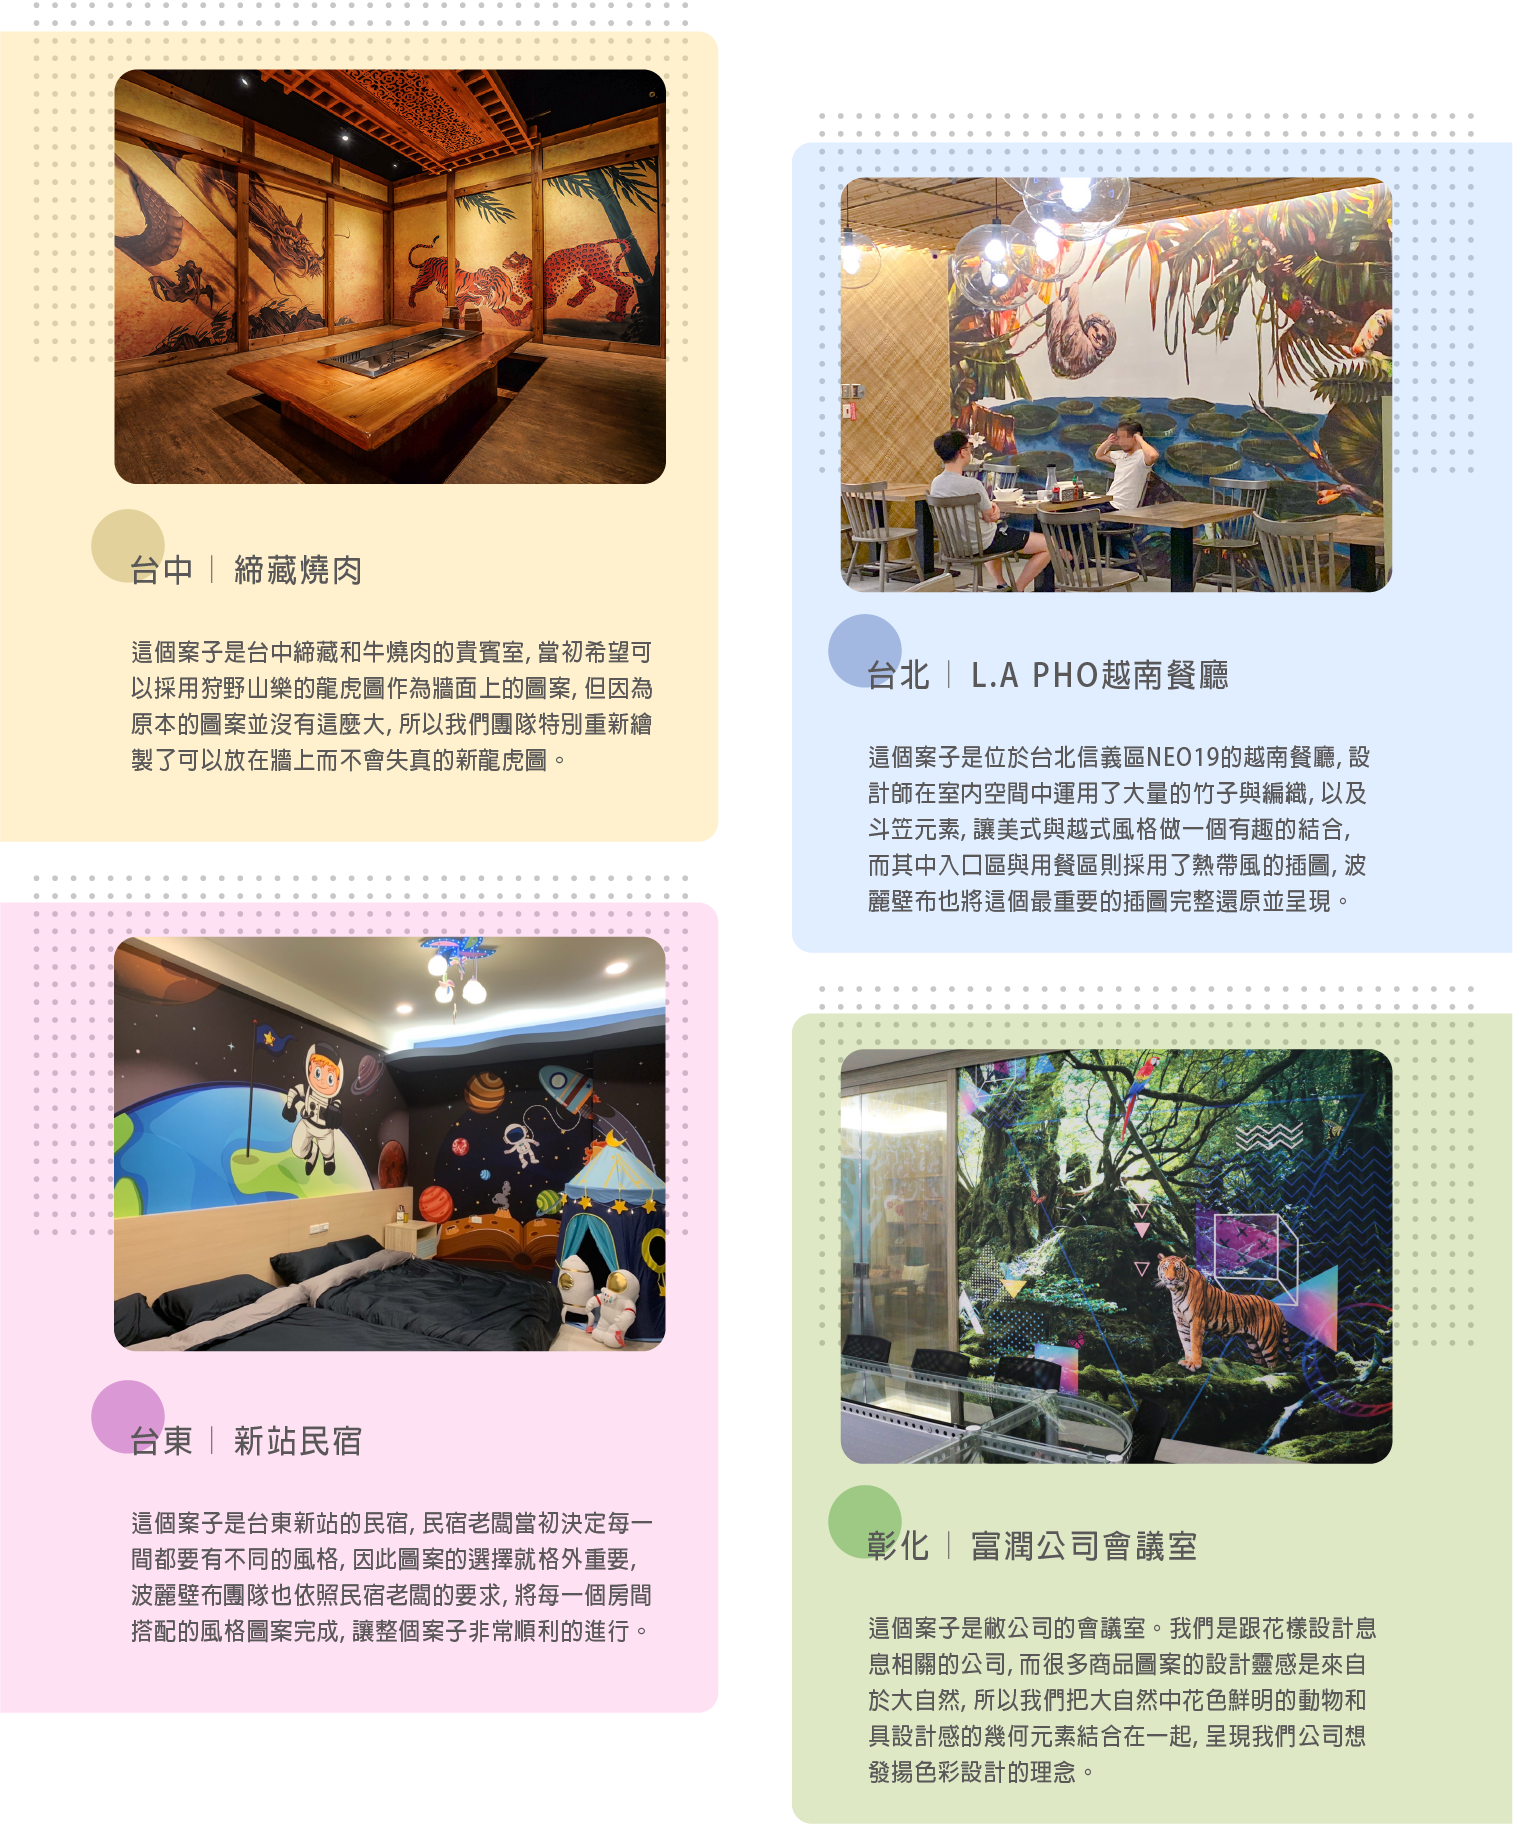 台中｜締藏燒肉
這個案子是台中締藏和牛燒肉的貴賓室, 當初希望可
以採用狩野山樂的龍虎圖作為牆面上的圖案, 但因為
原本的圖案並沒有這麼大, 所以我們團隊特別重新繪
製了可以放在牆上而不會失真的新龍虎圖。
台北｜L.A PHO越南餐廳
這個案子是位於台北信義區NEO19的越南餐廳, 設
計師在室內空間中運用了大量的竹子與編織, 以及
斗笠元素, 讓美式與越式風格做一個有趣的結合,
而其中入口區與用餐區則採用了熱帶風的插圖, 波
麗壁布也將這個最重要的插圖完整還原並呈現。
台東｜新站民宿
這個案子是台東新站的民宿, 民宿老闆當初決定每一
間都要有不同的風格, 因此圖案的選擇就格外重要,
波麗壁布團隊也依照民宿老闆的要求, 將每一個房間
搭配的風格圖案完成, 讓整個案子非常順利的進行。
彰化｜富潤公司會議室
這個案子是敝公司的會議室。我們是跟花樣設計息
息相關的公司, 而很多商品圖案的設計靈感是來自
於大自然, 所以我們把大自然中花色鮮明的動物和
具設計感的幾何元素結合在一起, 呈現我們公司想
發揚色彩設計的理念。